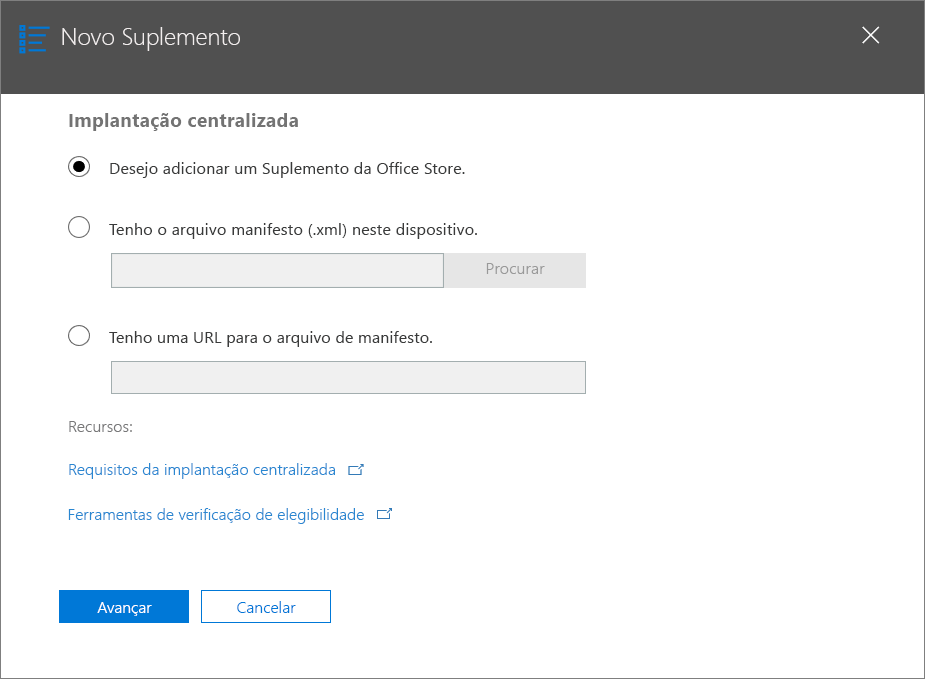 Novo Suplemento
Implantação centralizada
Desejo adicionar um Suplemento da Office Store.
Tenho o arquivo manifesto (.xml) neste dispositivo.
Procurar
Tenho uma URL para o arquivo de manifesto.
Recursos:
Requisitos da implantação centralizada
Ferramentas de verificação de elegibilidade
Avançar Cancelar